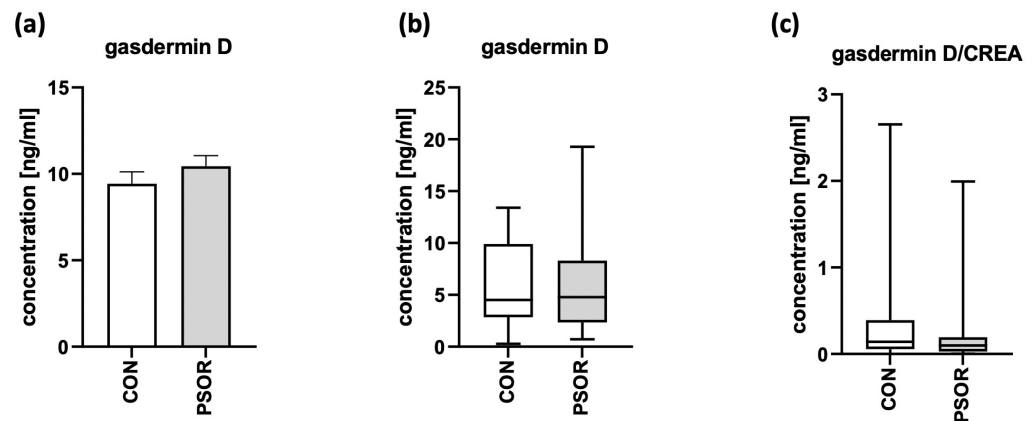 (a)
gasdermin D
concentration [ng/ml]
15
10
5
0
CON
PSOR
(b)
gasdermin D
concentration [ng/ml]
25
20
15
10
5
0
CON
PSOR
(c)
gasdermin D/CREA
concentration [ng/ml]
3
2
1
0
CON
PSOR